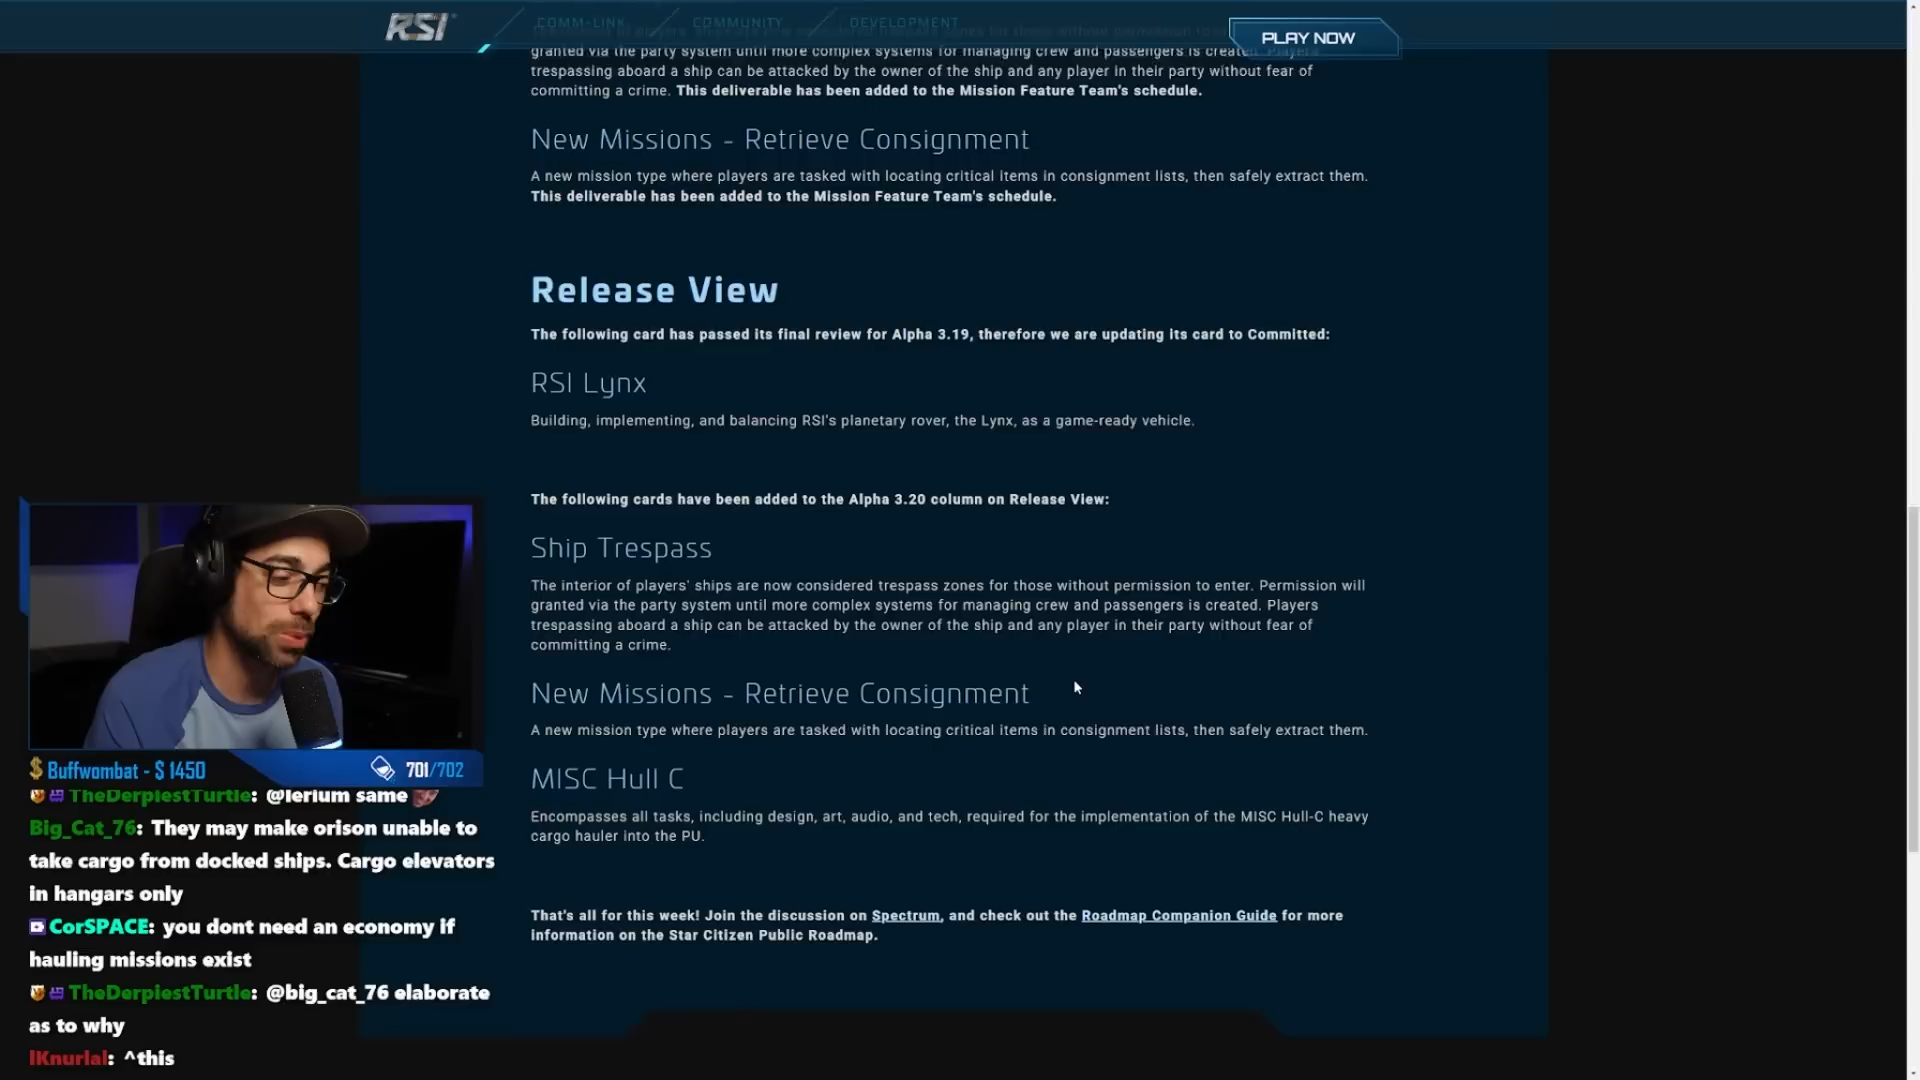 RSI
COMM-LINK
COMMUNITY
DEVELOPMENT
PLAY NOW
granted via the party system until more complex systems for managing crew and passengers is created. Players
trespassing aboard a ship can be attacked by the owner of the ship and any player in their party without fear of
committing a crime. This deliverable has been added to the Mission Feature Team's schedule.
New Missions - Retrieve Consignment
A new mission type where players are tasked with locating critical items in consignment lists, then safely extract them.
This deliverable has been added to the Mission Feature Team's schedule.
Release View
The following card has passed its final review for Alpha 3.19, therefore we are updating its card to Committed:
RSI Lynx
Building, implementing, and balancing RSI's planetary rover, the Lynx, as a game-ready vehicle.
The following cards have been added to the Alpha 3.20 column on Release View:
Ship Trespass
The interior of players' ships are now considered trespass zones for those without permission to enter. Permission will
granted via the party system until more complex systems for managing crew and passengers is created. Players
trespassing aboard a ship can be attacked by the owner of the ship and any player in their party without fear of
committing a crime.
New Missions - Retrieve Consignment
A new mission type where players are tasked with locating critical items in consignment lists, then safely extract them.
MISC Hull C
Encompasses all tasks, including design, art, audio, and tech, required for the implementation of the MISC Hull-C heavy
cargo hauler into the PU.
That's all for this week! Join the discussion on Spectrum, and check out the Roadmap Companion Guide for more
information on the Star Citizen Public Roadmap.
$ Buffwombat - $ 1450
701/702
TheDerpiestTurtle: @lerium same
Big_Cat_76: They may make orison unable to
take cargo from docked ships. Cargo elevators
in hangars only
CorSPACE: you dont need an economy if
hauling missions exist
TheDerpiestTurtle: @big_cat_76 elaborate
as to why
lKnurlal: ^this